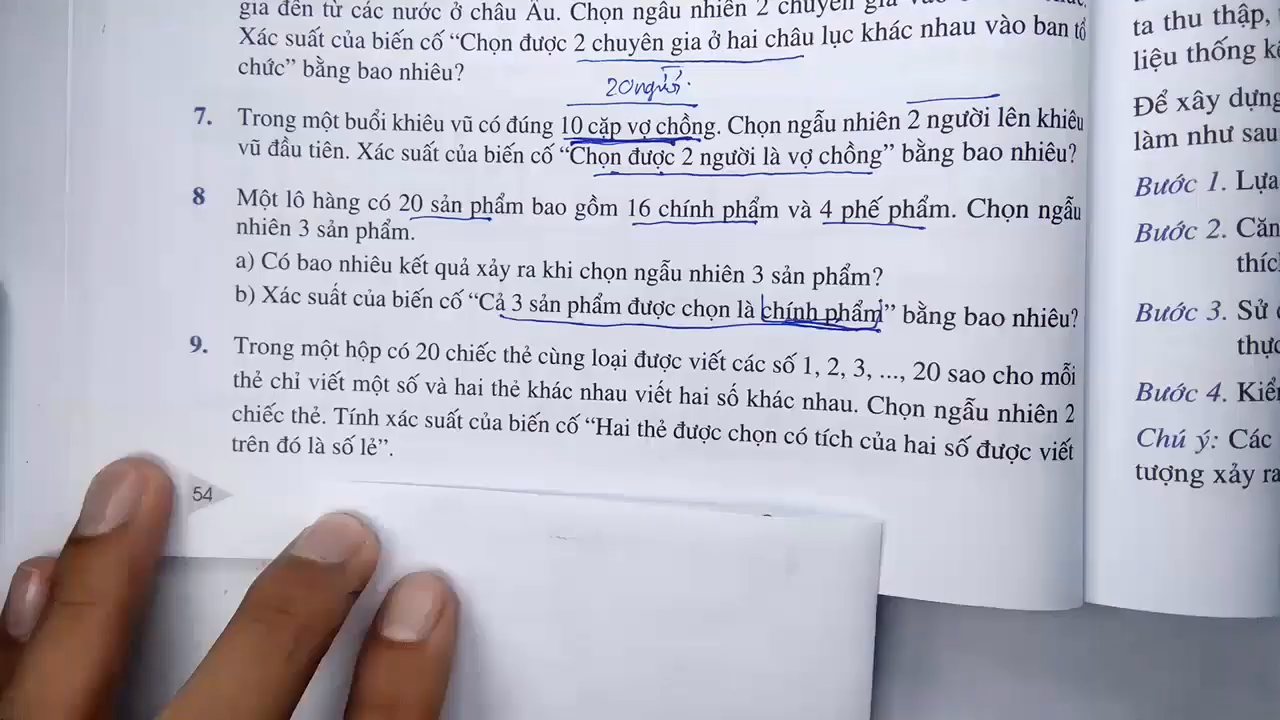 gia đến từ các nước ở châu Âu. Chọn ngẫu nhiên 2 chuyên gia
Xác suất của biến cố “Chọn được 2 chuyên gia ở hai châu lục khác nhau vào ban tổ
chức” bằng bao nhiêu?
20 người.
7. Trong một buổi khiêu vũ có đúng 10 cặp vợ chồng. Chọn ngẫu nhiên 2 người lên khiêu
vũ đầu tiên. Xác suất của biến cố “Chọn được 2 người là vợ chồng” bằng bao nhiêu?
8 Một lô hàng có 20 sản phẩm bao gồm 16 chính phẩm và 4 phế phẩm. Chọn ngẫu
nhiên 3 sản phẩm.
a) Có bao nhiêu kết quả xảy ra khi chọn ngẫu nhiên 3 sản phẩm?
b) Xác suất của biến cố “Cả 3 sản phẩm được chọn là chính phẩm” bằng bao nhiêu?
9. Trong một hộp có 20 chiếc thẻ cùng loại được viết các số 1, 2, 3, ..., 20 sao cho mỗi
thẻ chỉ viết một số và hai thẻ khác nhau viết hai số khác nhau. Chọn ngẫu nhiên 2
chiếc thẻ. Tính xác suất của biến cố “Hai thẻ được chọn có tích của hai số được viết
trên đó là số lẻ”.
54
ta thu thập,
liệu thống
Để xây dựng
làm như sau
Bước 1. Lựa
Bước 2. Căn
Bước 3. Sử
Bước 4.
Chú ý: Các
tượng xảy ra